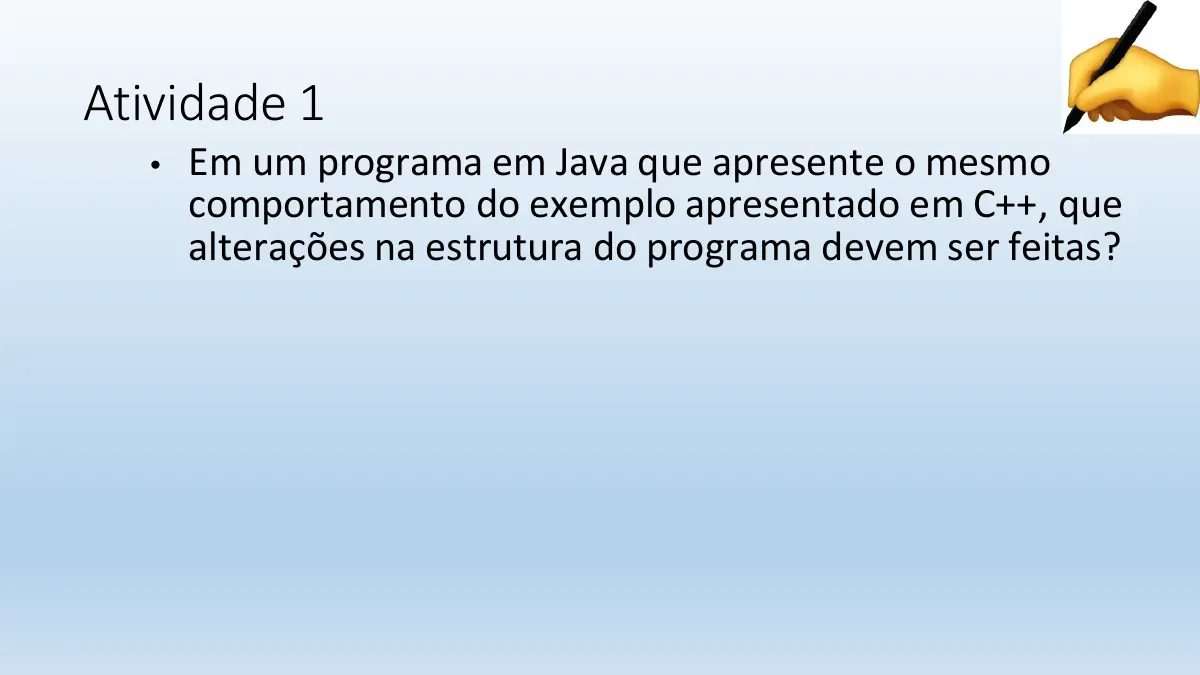 Atividade 1
• Em um programa em Java que apresente o mesmo
comportamento do exemplo apresentado em C++, que
alterações na estrutura do programa devem ser feitas?